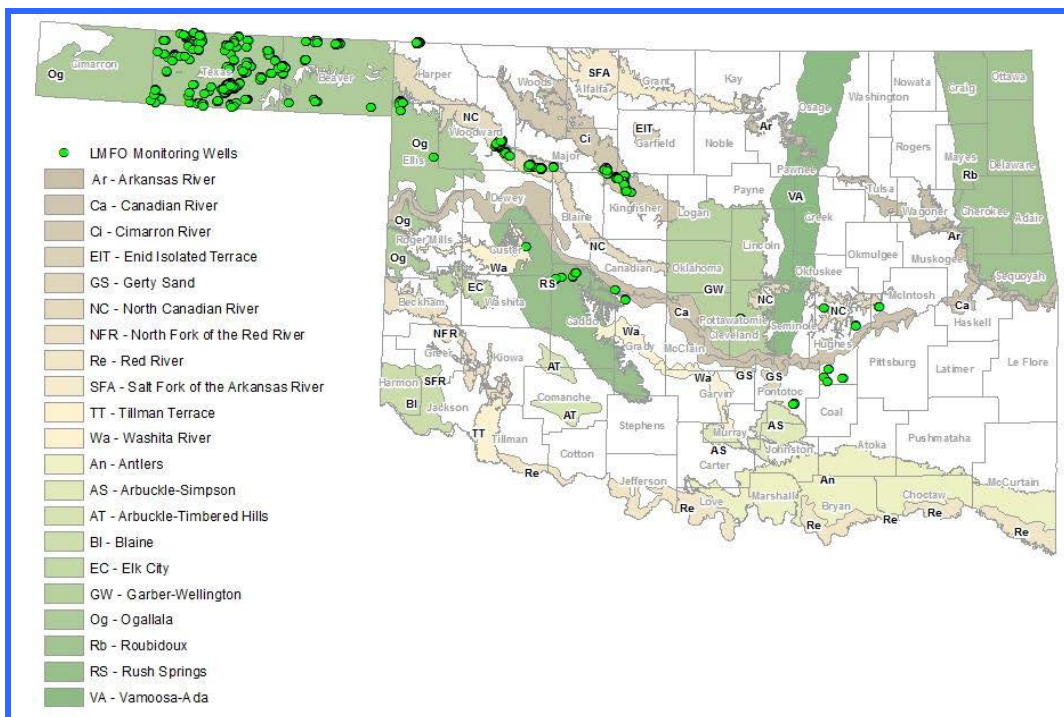 Og
Cimarron
Texas
Beaver
Harper
Woods
SFA
Alfalfa
Grant
Kay
Osage
Washington
Nowata
Craig
Ottawa
NC
Woodward
Og
Ellis
Major
Ci
EIT
Garfield
Noble
Ar
Pawnee
Rogers
Mayes
Delaware
Rb
Payne
VA
Creek
Tulsa
Wagoner
Cherokee
Adair
Dewey
Blaine
Kingfisher
Logan
Og
Roger Mills
Custer
Wa
NC
Canadian
Oklahoma
Lincoln
Okfuskee
Okmulgee
Muskogee
Ar
Sequoyah
Og
EC
Washita
RS
Caddo
GW
NC
Pottawatomie
Cleveland
Seminole
NC
McIntosh
Ca
Haskell
Beckham
Ca
Hughes
NFR
Greer
Kiowa
Wa
Grady
McClain
Pittsburg
Latimer
Le Flore
Harmon
SFR
Bl
Jackson
AT
Comanche
AT
Wa
Garvin
GS
GS
Pontotoc
Coal
TT
Tillman
Stephens
Murray
AS
AS
Johnston
Atoka
Pushmataha
Cotton
Re
Carter
Jefferson
Love
Re
Marshall
An
Bryan
Re
Choctaw
Re
Re
McCurtain
Re
LMFO Monitoring Wells
Ar - Arkansas River
Ca - Canadian River
Ci - Cimarron River
EIT - Enid Isolated Terrace
GS - Gerty Sand
NC - North Canadian River
NFR - North Fork of the Red River
Re - Red River
SFA - Salt Fork of the Arkansas River
TT - Tillman Terrace
Wa - Washita River
An - Antlers
AS - Arbuckle-Simpson
AT - Arbuckle-Timbered Hills
Bl - Blaine
EC - Elk City
GW - Garber-Wellington
Og - Ogallala
Rb - Roubidoux
RS - Rush Springs
VA - Vamoosa-Ada